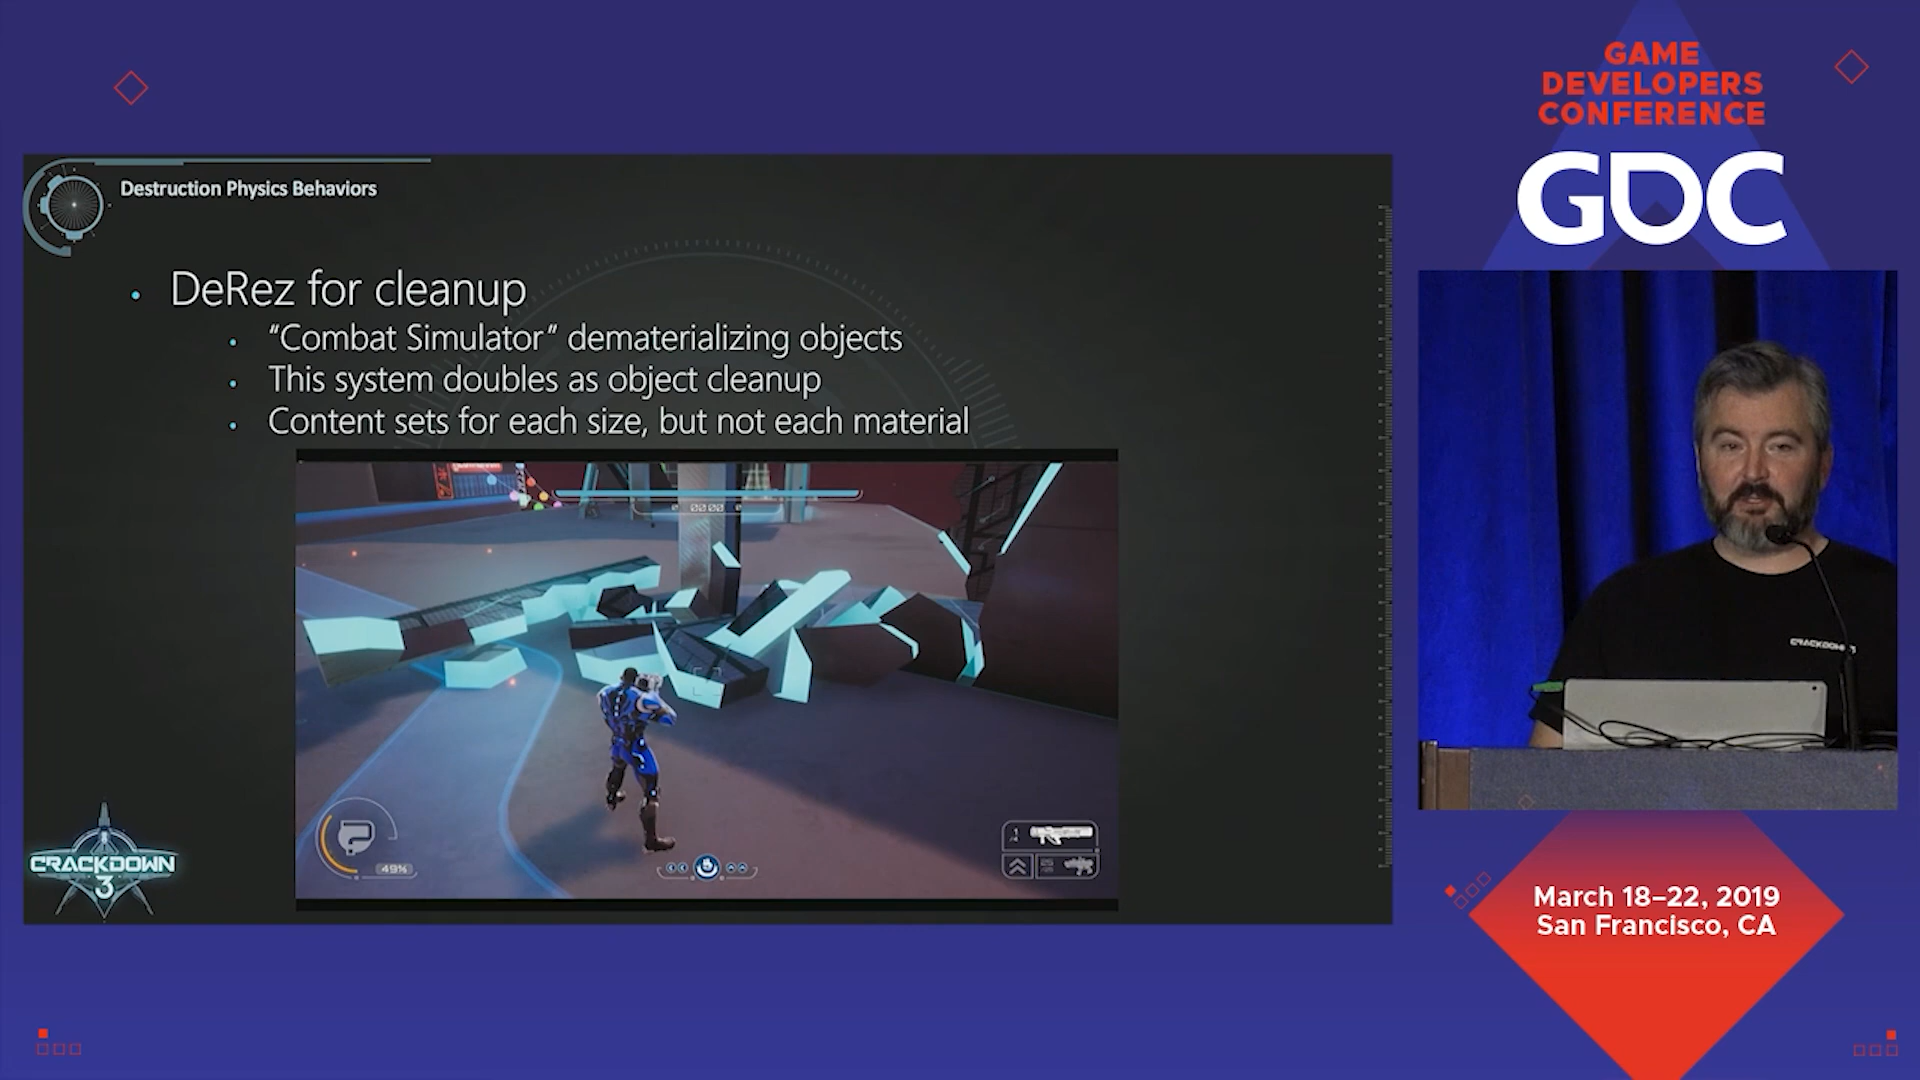 GAME
DEVELOPERS
CONFERENCE
GDC
Destruction Physics Behaviors
• DeRez for cleanup
• “Combat Simulator” dematerializing objects
• This system doubles as object cleanup
• Content sets for each size, but not each material
49%
CRACKDOWN
3
CRACKDOWN
March 18–22, 2019
San Francisco, CA